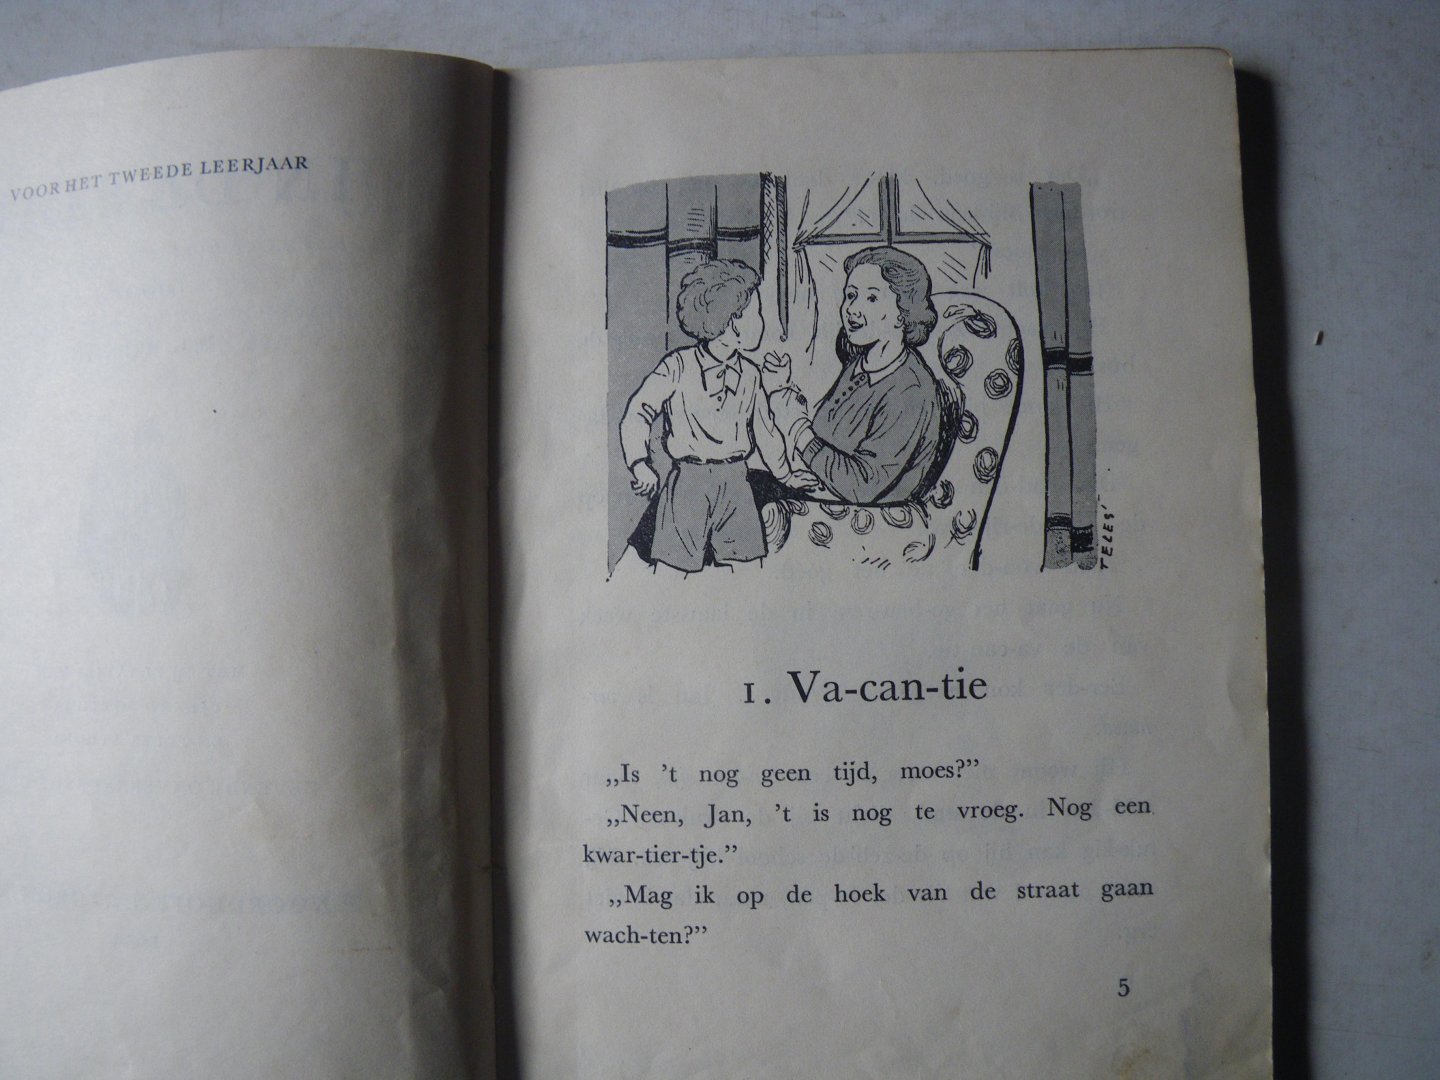 VOOR HET TWEEDE LEERJAAR
TELES
1. Va-can-tie
„Is 't nog geen tijd, moes?”
„Neen, Jan, 't is nog te vroeg. Nog een
kwar-tier-tje.”
„Mag ik op de hoek van de straat gaan
wach-ten?”
5